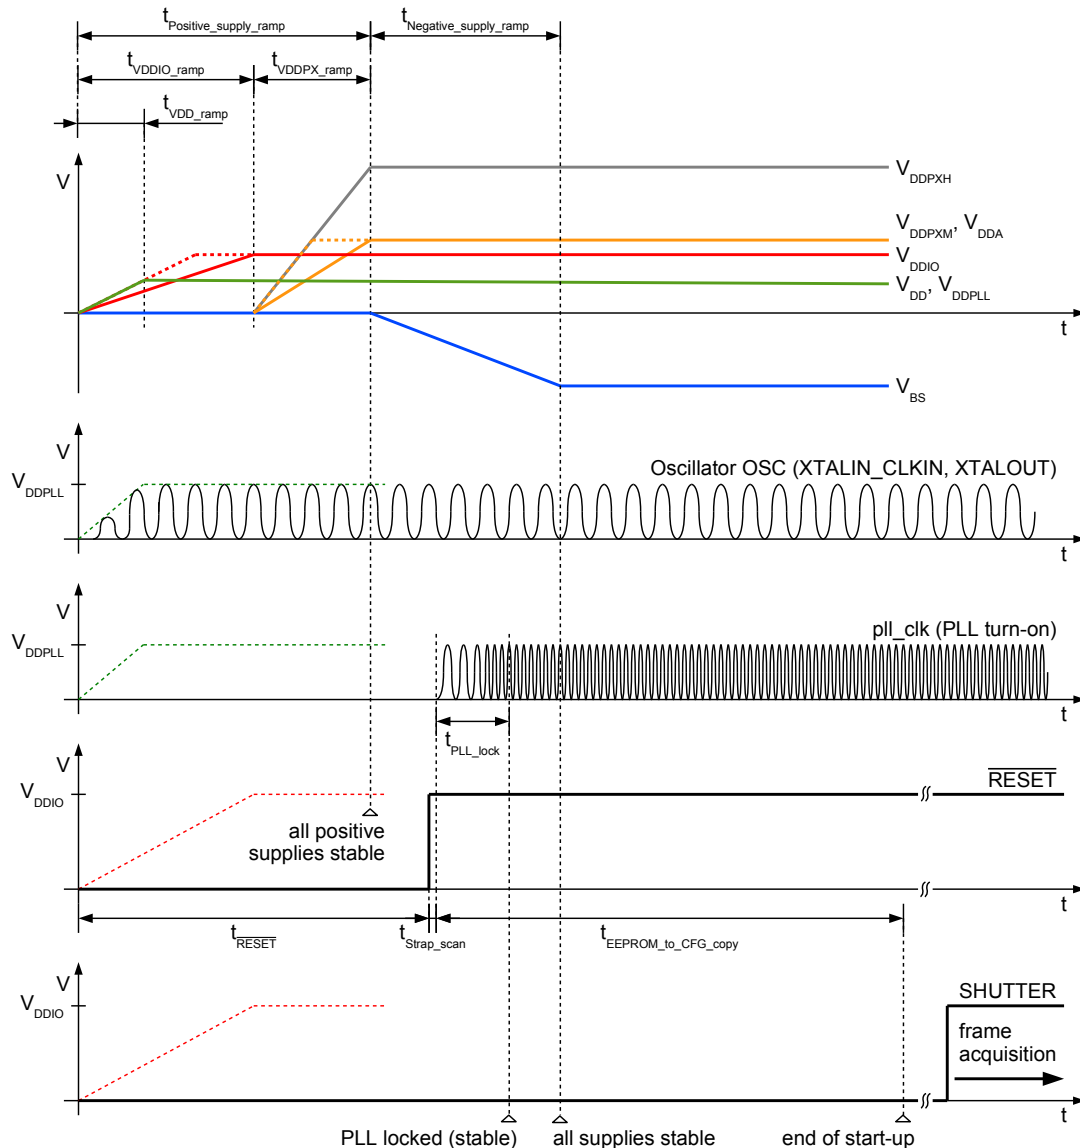 tPositive_supply_ramp
tNegative_supply_ramp
tVDDIO_ramp
tVDDPX_ramp
tVDD_ramp
V
VDDPXH
VDDPXM, VDDA
VDDIO
VDD, VDDPLL
t
VBS
V
Oscillator OSC (XTALIN_CLKIN, XTALOUT)
VDDPLL
t
V
pll_clk (PLL turn-on)
VDDPLL
t
tPLL_lock
V
RESET
VDDIO
all positive
supplies stable
t
tRESET
tStrap_scan
tEEPROM_to_CFG_copy
V
VDDIO
SHUTTER
frame
acquisition
t
PLL locked (stable)
all supplies stable
end of start-up